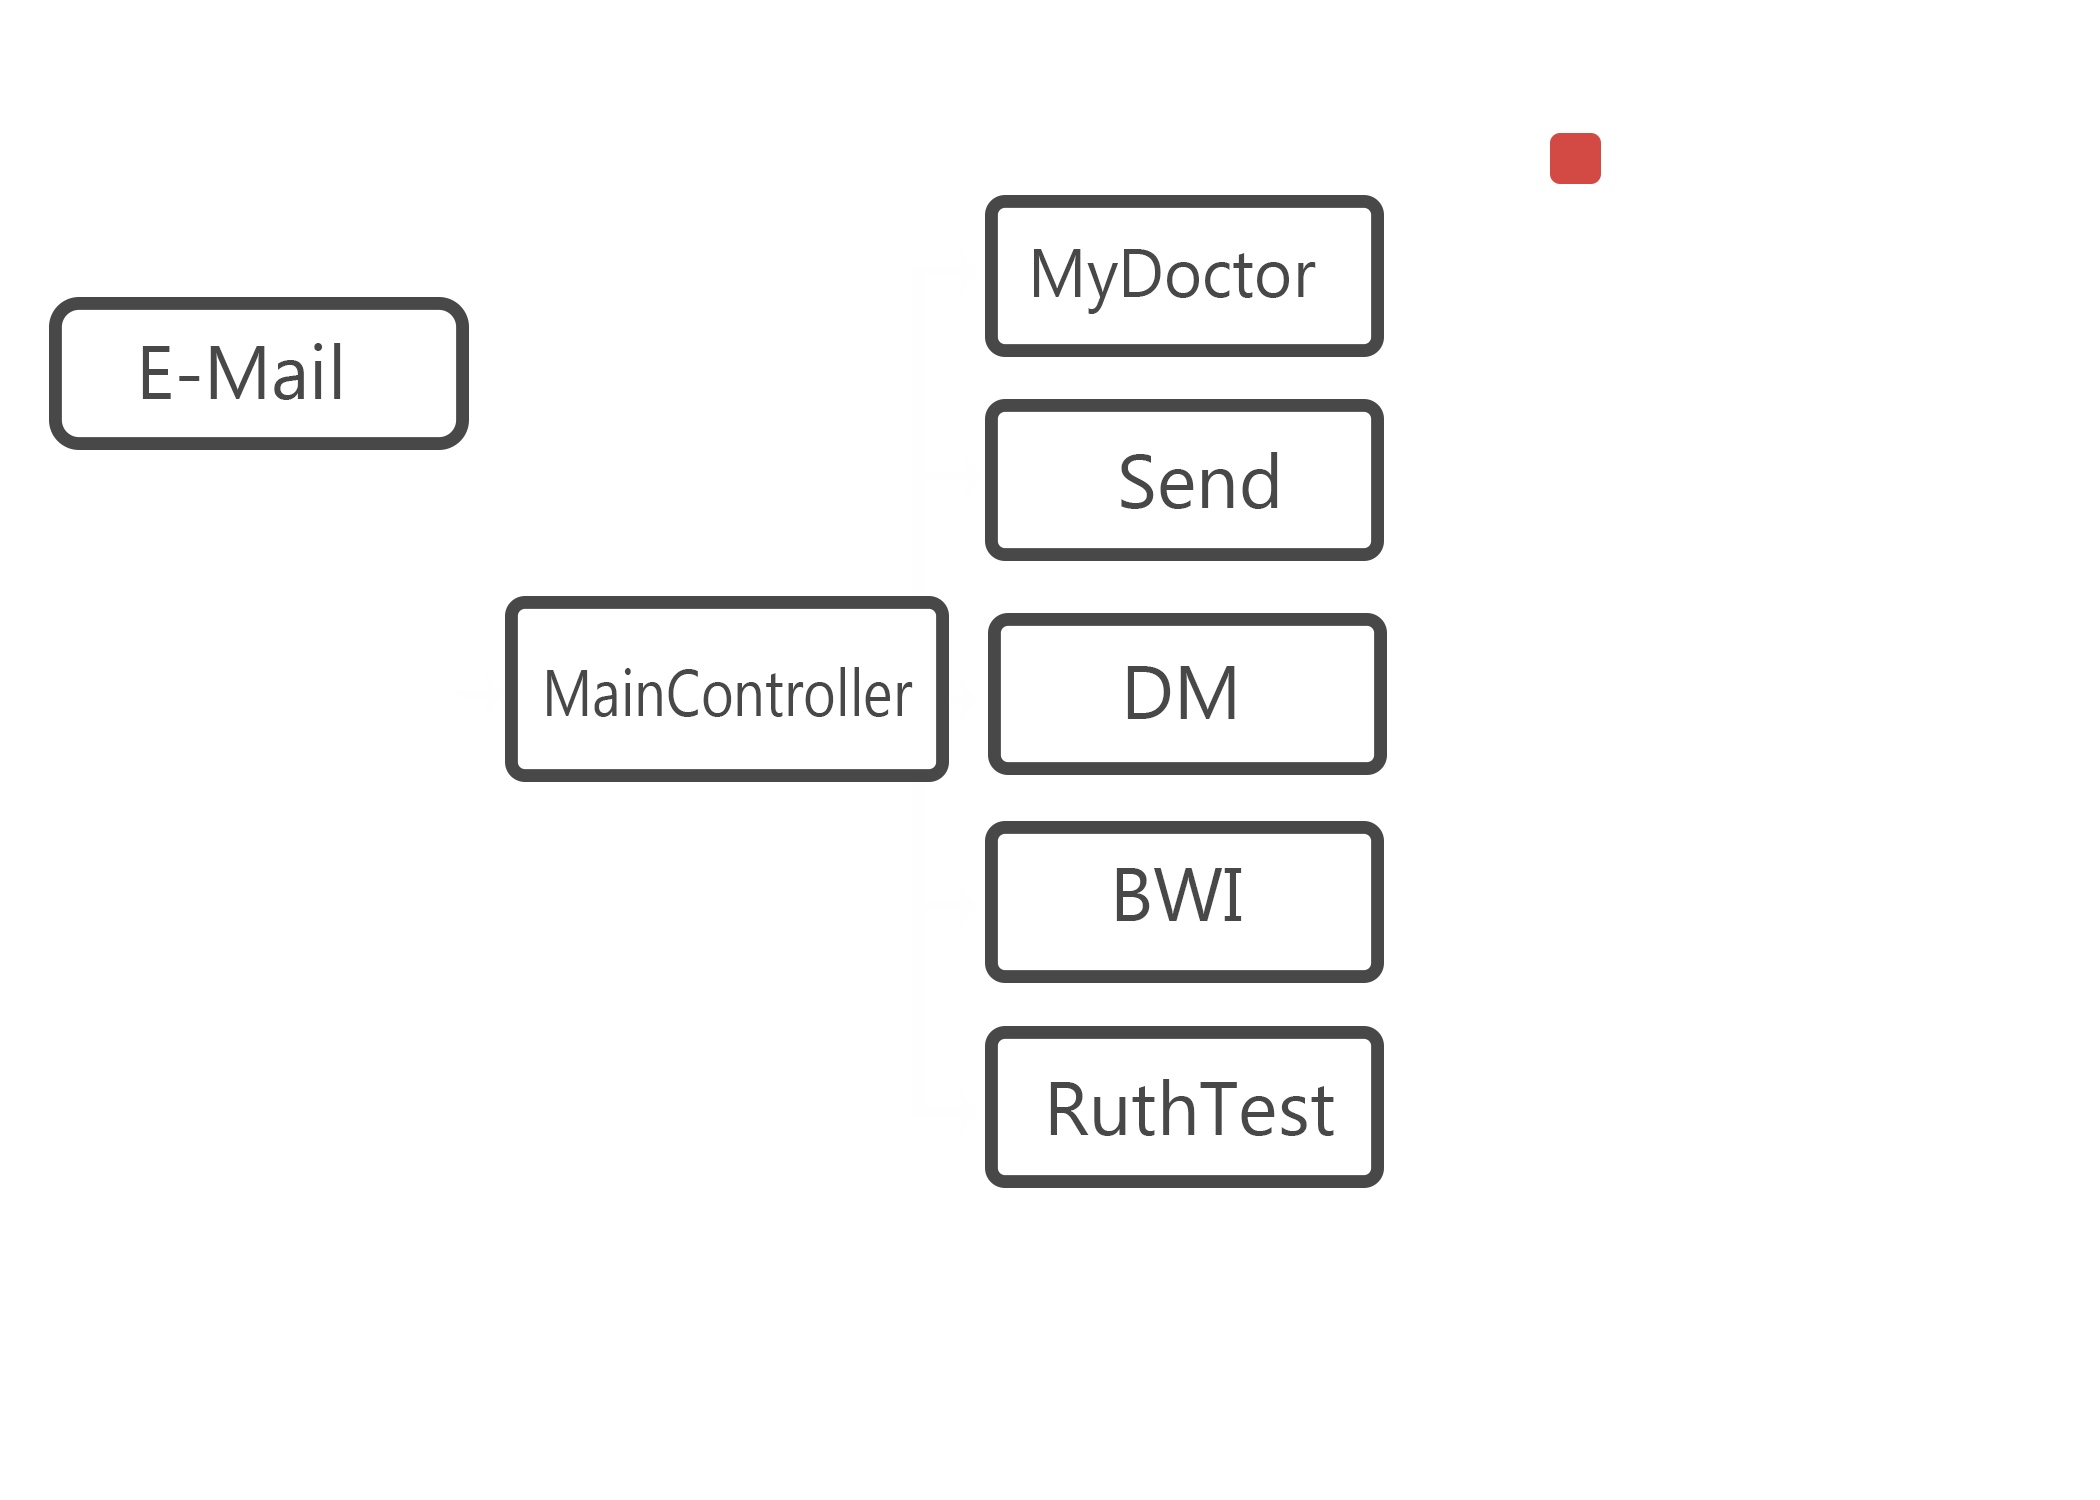 E-Mail
MainController
MyDoctor
Send
DM
BWI
RuthTest